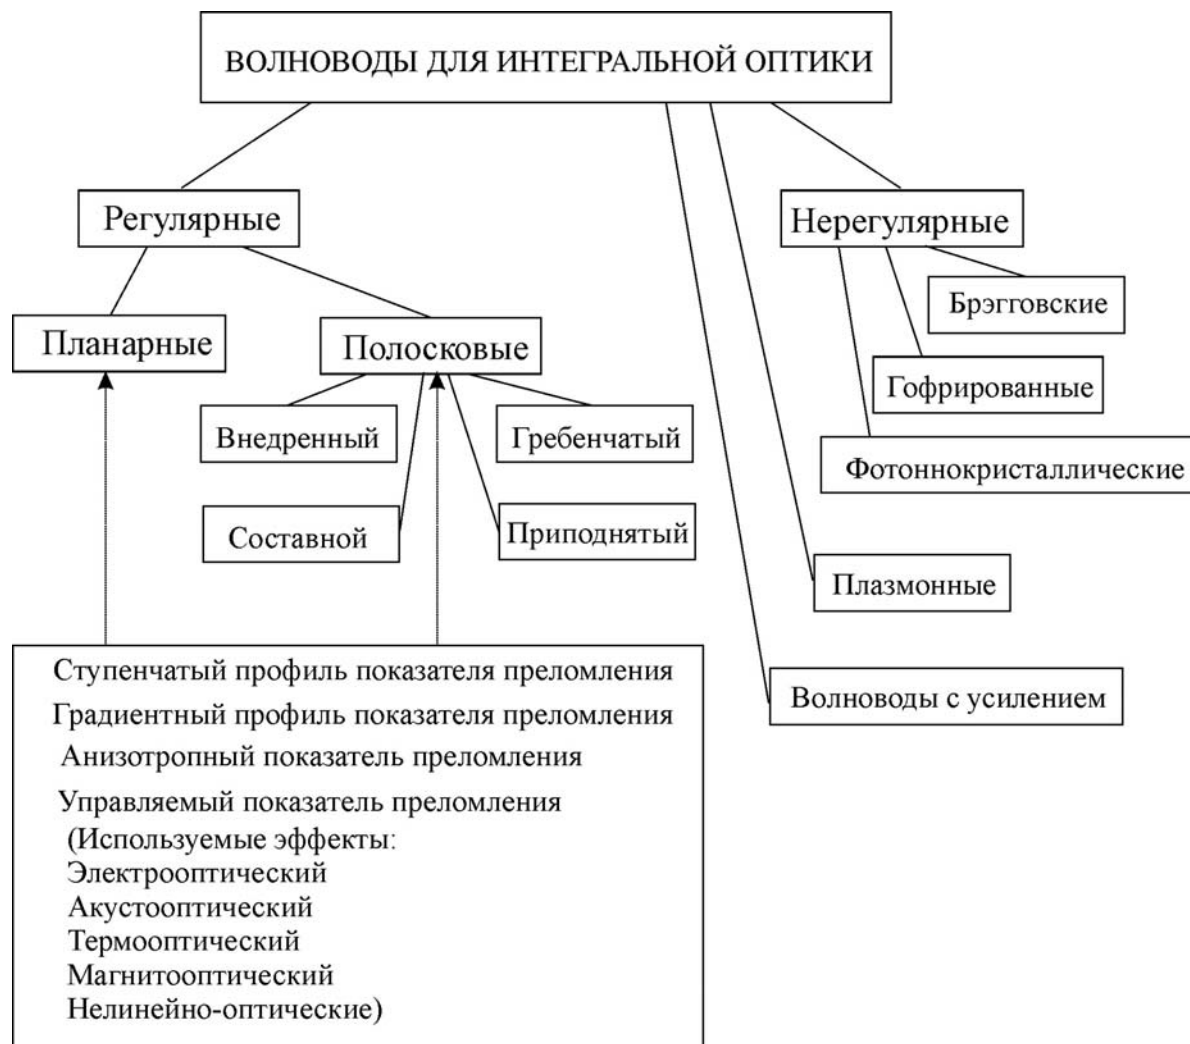 ВОЛНОВОДЫ ДЛЯ ИНТЕГРАЛЬНОЙ ОПТИКИ
Регулярные
Нерегулярные
Брэгговские
Планарные
Полосковые
Гофрированные
Внедренный
Гребенчатый
Фотоннокристаллические
Составной
Приподнятый
Плазмонные
Волноводы с усилением
Ступенчатый профиль показателя преломления
Градиентный профиль показателя преломления
Анизотропный показатель преломления
Управляемый показатель преломления
(Используемые эффекты:
Электрооптический
Акустооптический
Термооптический
Магнитооптический
Нелинейно-оптические)